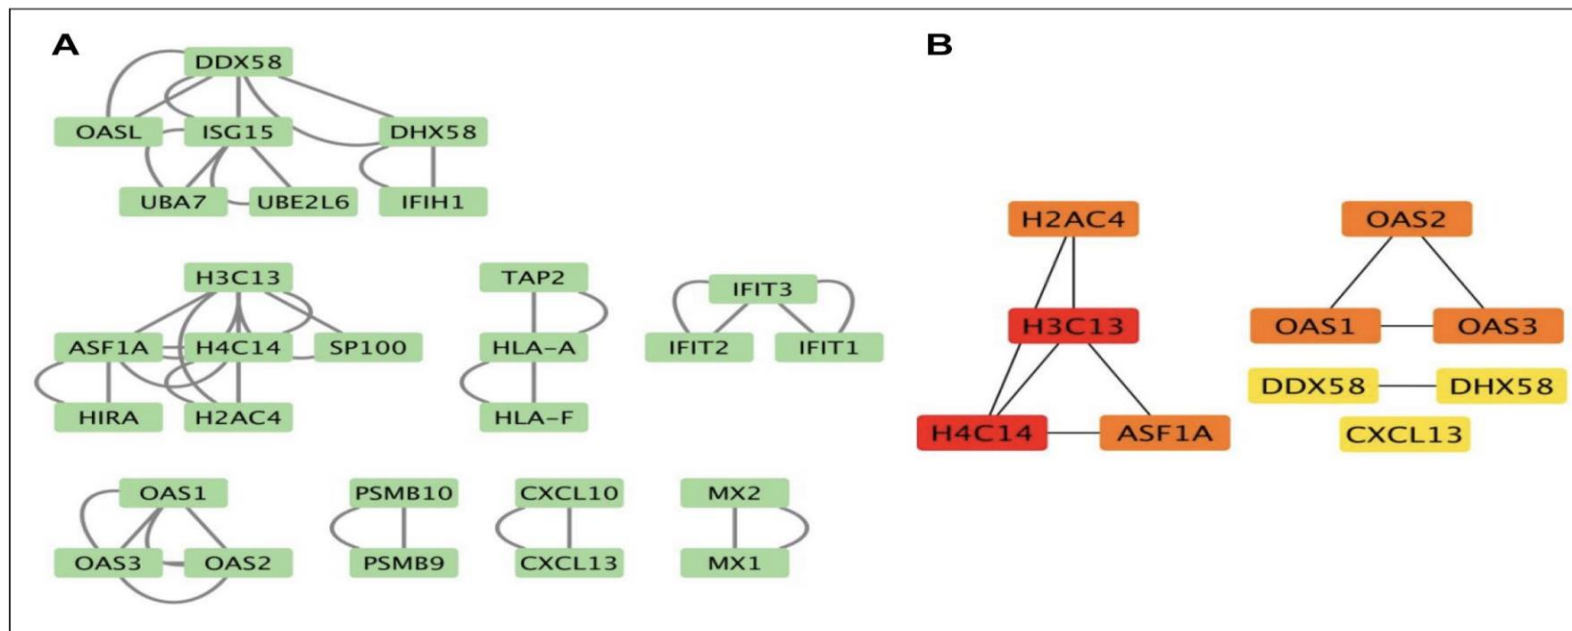 A
DDX58
OASL ISG15 DHX58
UBA7 UBE2L6 IFIH1
H3C13 TAP2 IFIT3
ASF1A H4C14 SP100 HLA-A IFIT2 IFIT1
HIRA H2AC4 HLA-F
OAS1 PSMB10 CXCL10 MX2
OAS3 OAS2 PSMB9 CXCL13 MX1
B
H2AC4 OAS2
H3C13 OAS1 OAS3
DDX58 DHX58
H4C14 ASF1A CXCL13